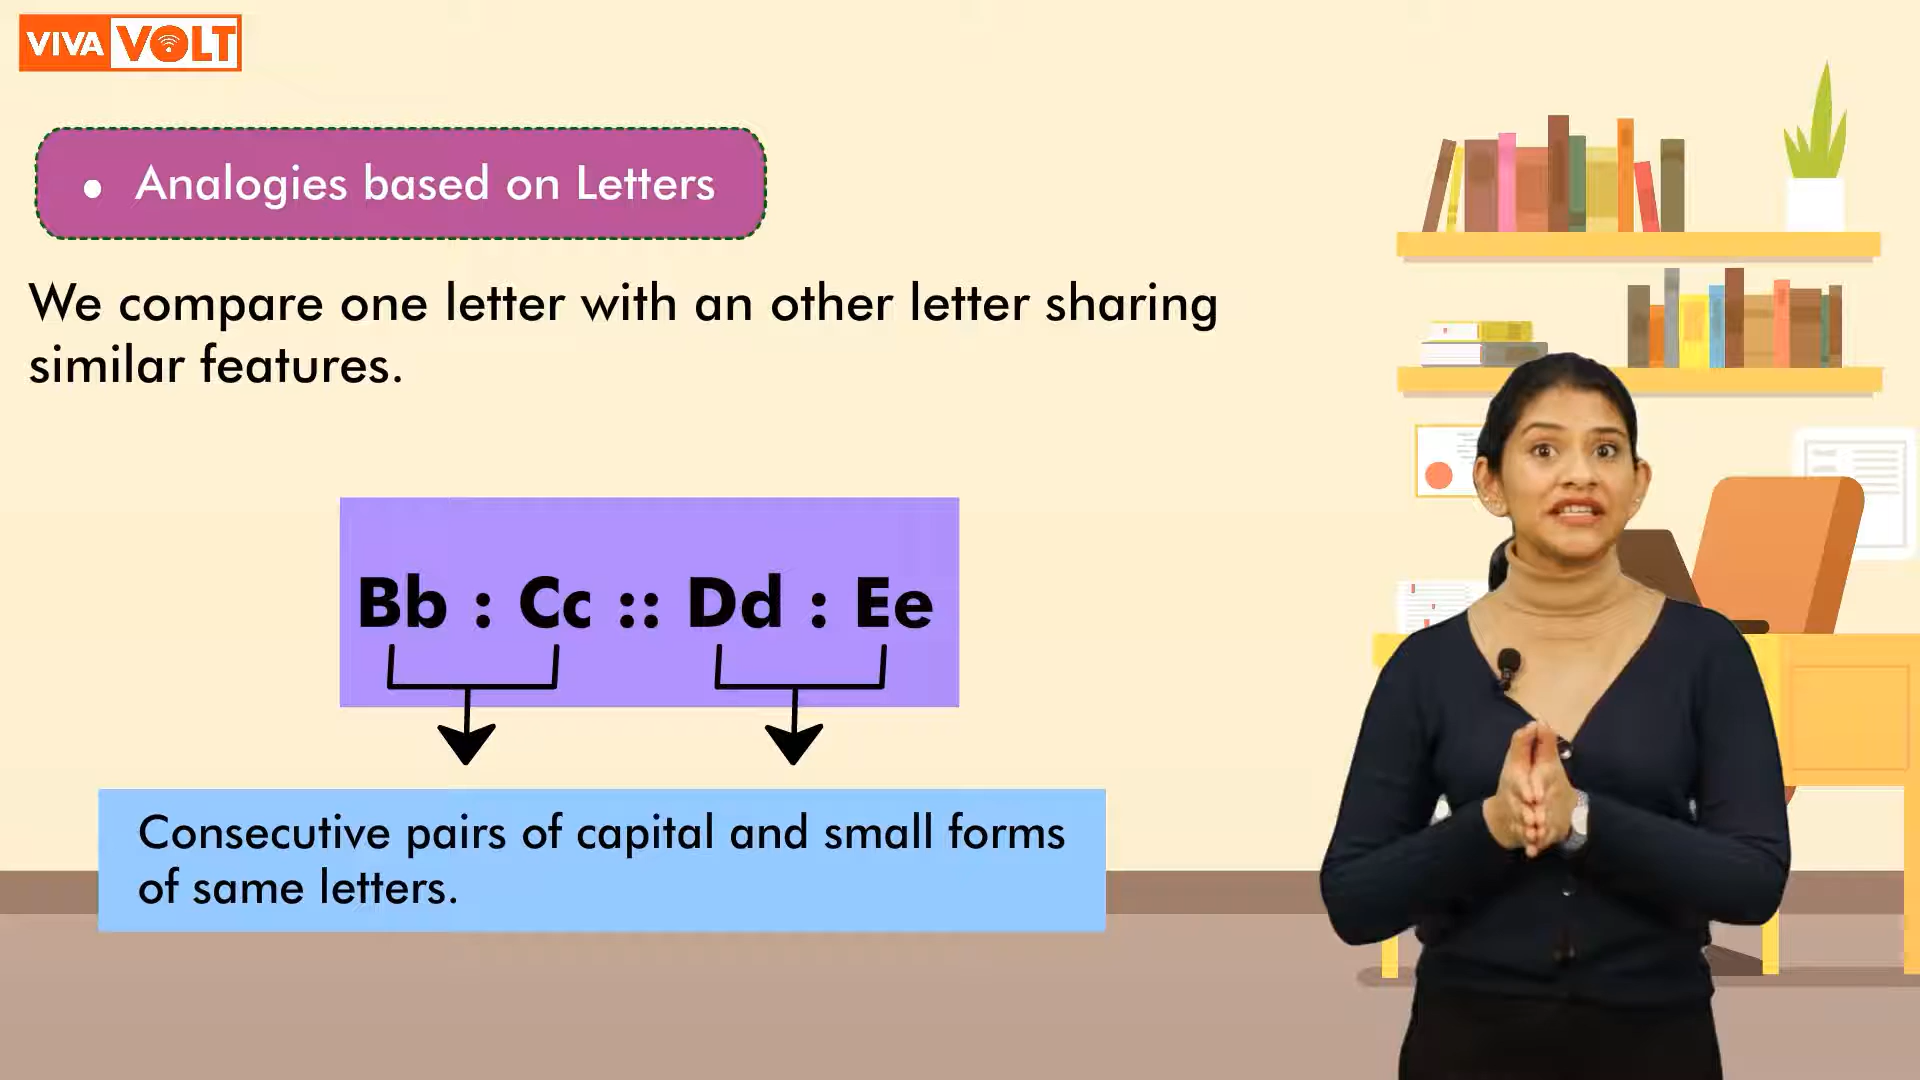 VIVA VOLT
• Analogies based on Letters
We compare one letter with an other letter sharing
similar features.
Bb : Cc :: Dd : Ee
Consecutive pairs of capital and small forms
of same letters.